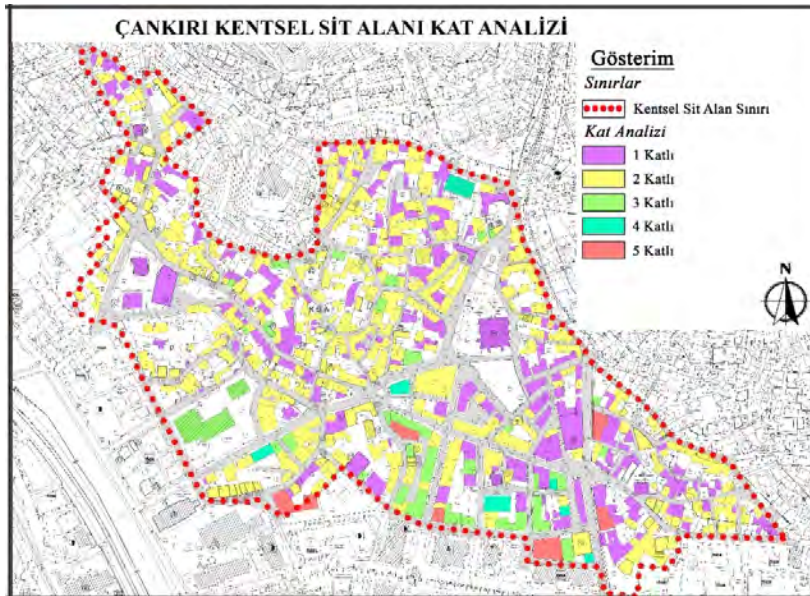 ÇANKIRI KENTSEL SİT ALANI KAT ANALİZİ
Gösterim
Sınırlar
Kentsel Sit Alan Sınırı
Kat Analizi
1 Katlı
2 Katlı
3 Katlı
4 Katlı
5 Katlı
N